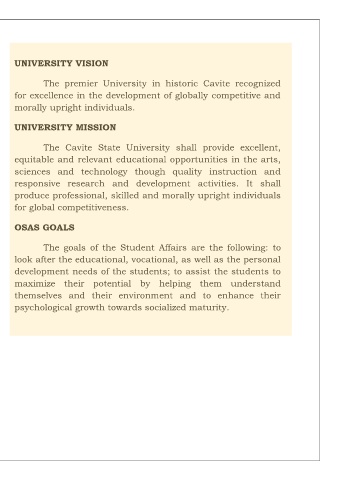 UNIVERSITY VISION
The premier University in historic Cavite recognized
for excellence in the development of globally competitive and
morally upright individuals.
UNIVERSITY MISSION
The Cavite State University shall provide excellent,
equitable and relevant educational opportunities in the arts,
sciences and technology though quality instruction and
responsive research and development activities. It shall
produce professional, skilled and morally upright individuals
for global competitiveness.
OSAS GOALS
The goals of the Student Affairs are the following: to
look after the educational, vocational, as well as the personal
development needs of the students; to assist the students to
maximize their potential by helping them understand
themselves and their environment and to enhance their
psychological growth towards socialized maturity.